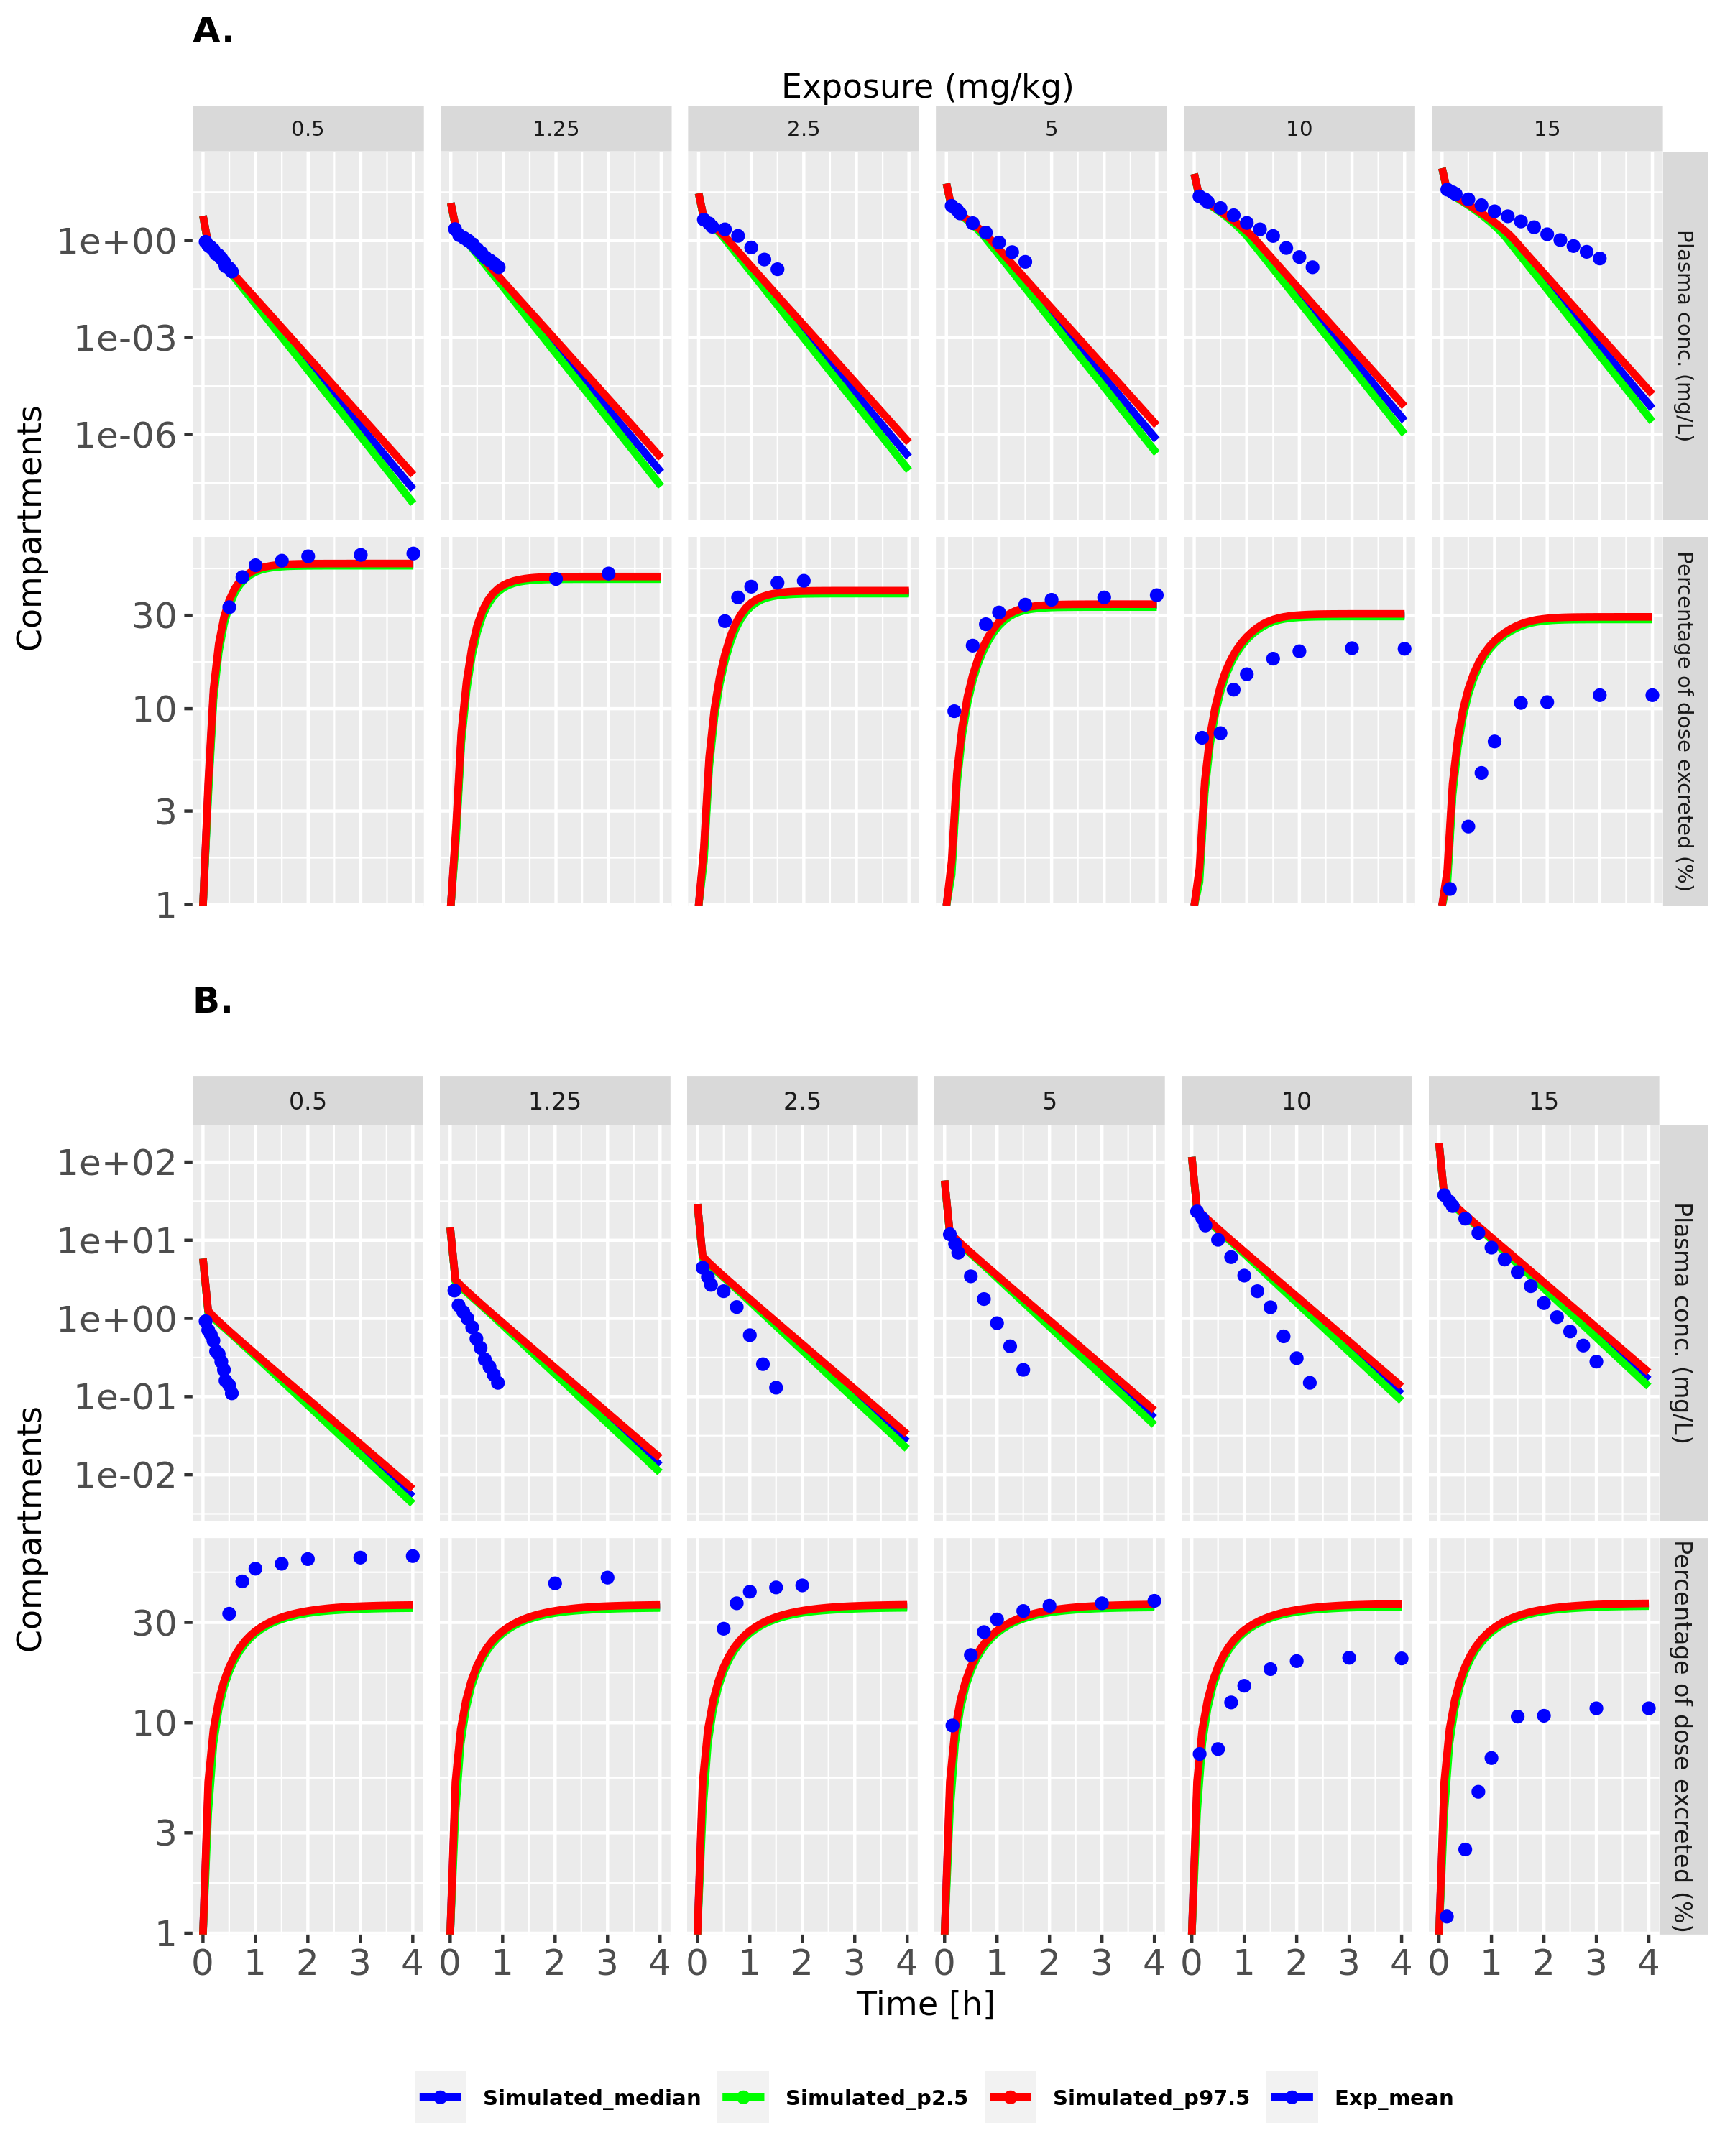 A.
Exposure (mg/kg)
0.5 1.25 2.5 5 10 15
1e+00
1e-03
1e-06
Plasma conc. (mg/L)
Compartments
30
10
3
1
Percentage of dose excreted (%)
B.
0.5 1.25 2.5 5 10 15
1e+02
1e+01
1e+00
1e-01
1e-02
Plasma conc. (mg/L)
Compartments
30
10
3
1
Percentage of dose excreted (%)
0 1 2 3 4 0 1 2 3 4 0 1 2 3 4 0 1 2 3 4 0 1 2 3 4 0 1 2 3 4
Time [h]
Simulated_median Simulated_p2.5 Simulated_p97.5 Exp_mean